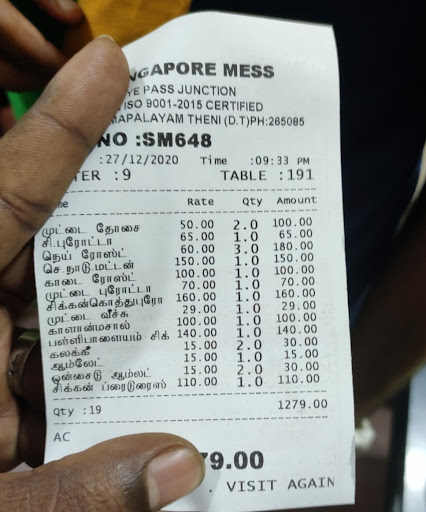 NGAPORE MESS
YE PASS JUNCTION
ISO 9001-2015 CERTIFIED
MAPALAYAM THENI (D.T)PH:265065
NO :SM648
:27/12/2020 Time :09:33 PM
TER :9 TABLE :191
me Rate Qty Amount
முட்டை தோசை 50.00 2.0 100.00
சி.புரோட்டா 65.00 1.0 65.00
நெய் ரோஸ்ட் 60.00 3.0 180.00
செ.நாடு.மட்டன் 150.00 1.0 150.00
காடை ரோஸ்ட் 100.00 1.0 100.00
முட்டை புரோட்டா 70.00 1.0 70.00
சிக்கன்கொத்துபுரோ 160.00 1.0 160.00
முட்டை வீச்சு 29.00 1.0 29.00
காளான்மசால் 100.00 1.0 100.00
பள்ளிபாளையம் சிக் 140.00 1.0 140.00
கலக்கி 15.00 2.0 30.00
ஆம்லேட் 15.00 1.0 15.00
ஒன்சைடு ஆம்லட் 15.00 2.0 30.00
சிக்கன் ப்ரைடுரைஸ் 110.00 1.0 110.00
Qty :19 1279.00
AC
79.00
. VISIT AGAIN